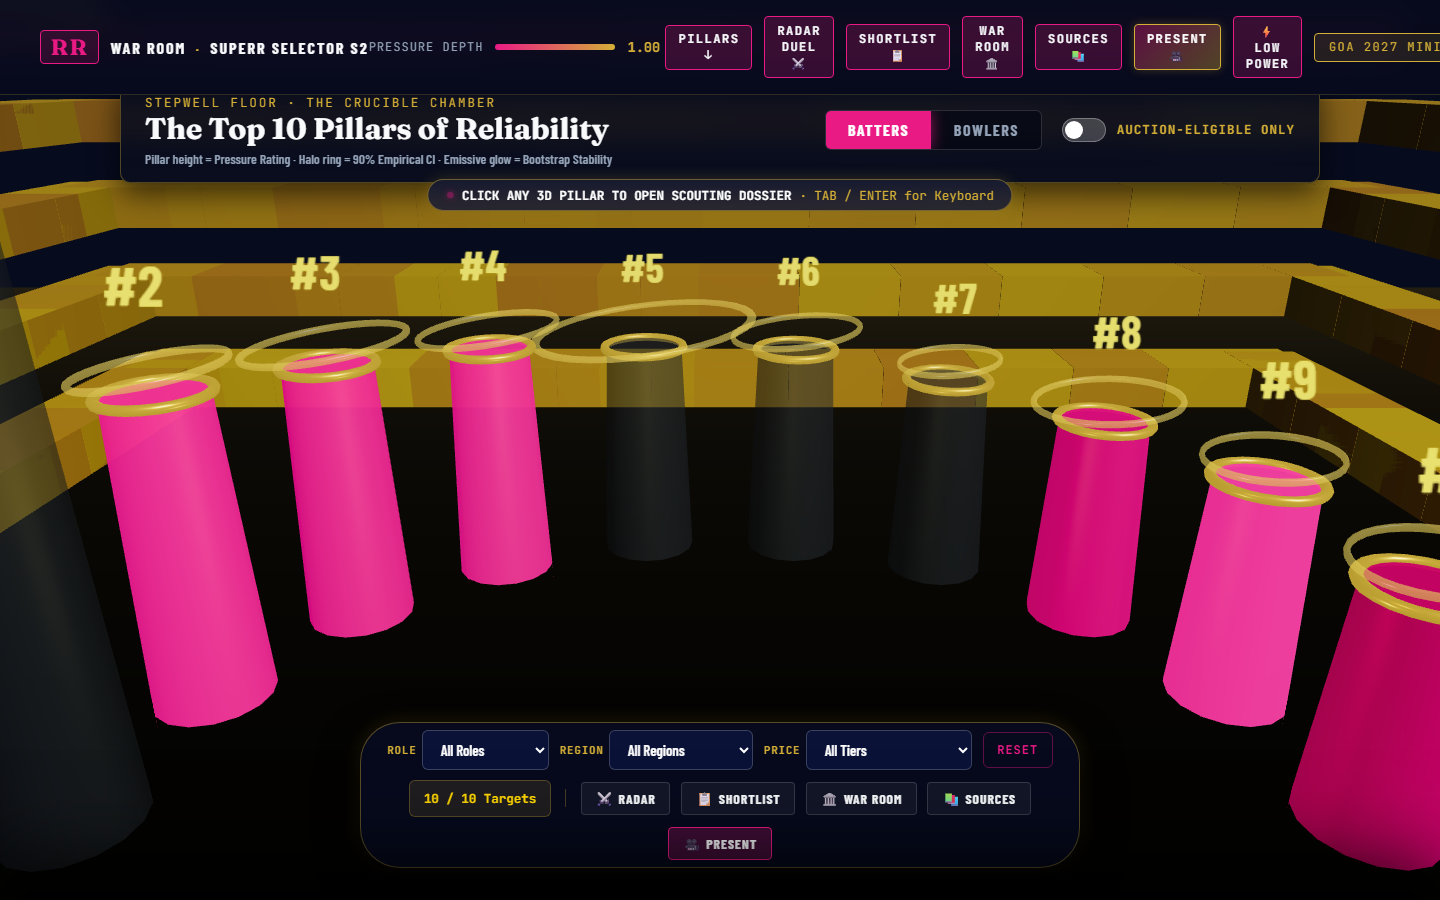 RR
WAR ROOM · SUPERR SELECTOR S2
PRESSURE DEPTH
1.00
PILLARS ↓
RADAR
DUEL
SHORTLIST
WAR
ROOM
SOURCES
PRESENT
LOW
POWER
GOA 2027 MINI
STEPWELL FLOOR · THE CRUCIBLE CHAMBER
The Top 10 Pillars of Reliability
Pillar height = Pressure Rating · Halo ring = 90% Empirical CI · Emissive glow = Bootstrap Stability
BATTERS
BOWLERS
AUCTION-ELIGIBLE ONLY
CLICK ANY 3D PILLAR TO OPEN SCOUTING DOSSIER · TAB / ENTER for Keyboard
#2
#3
#4
#5
#6
#7
#8
#9
#
ROLE All Roles REGION All Regions PRICE All Tiers RESET
10 / 10 Targets
RADAR
SHORTLIST
WAR ROOM
SOURCES
PRESENT